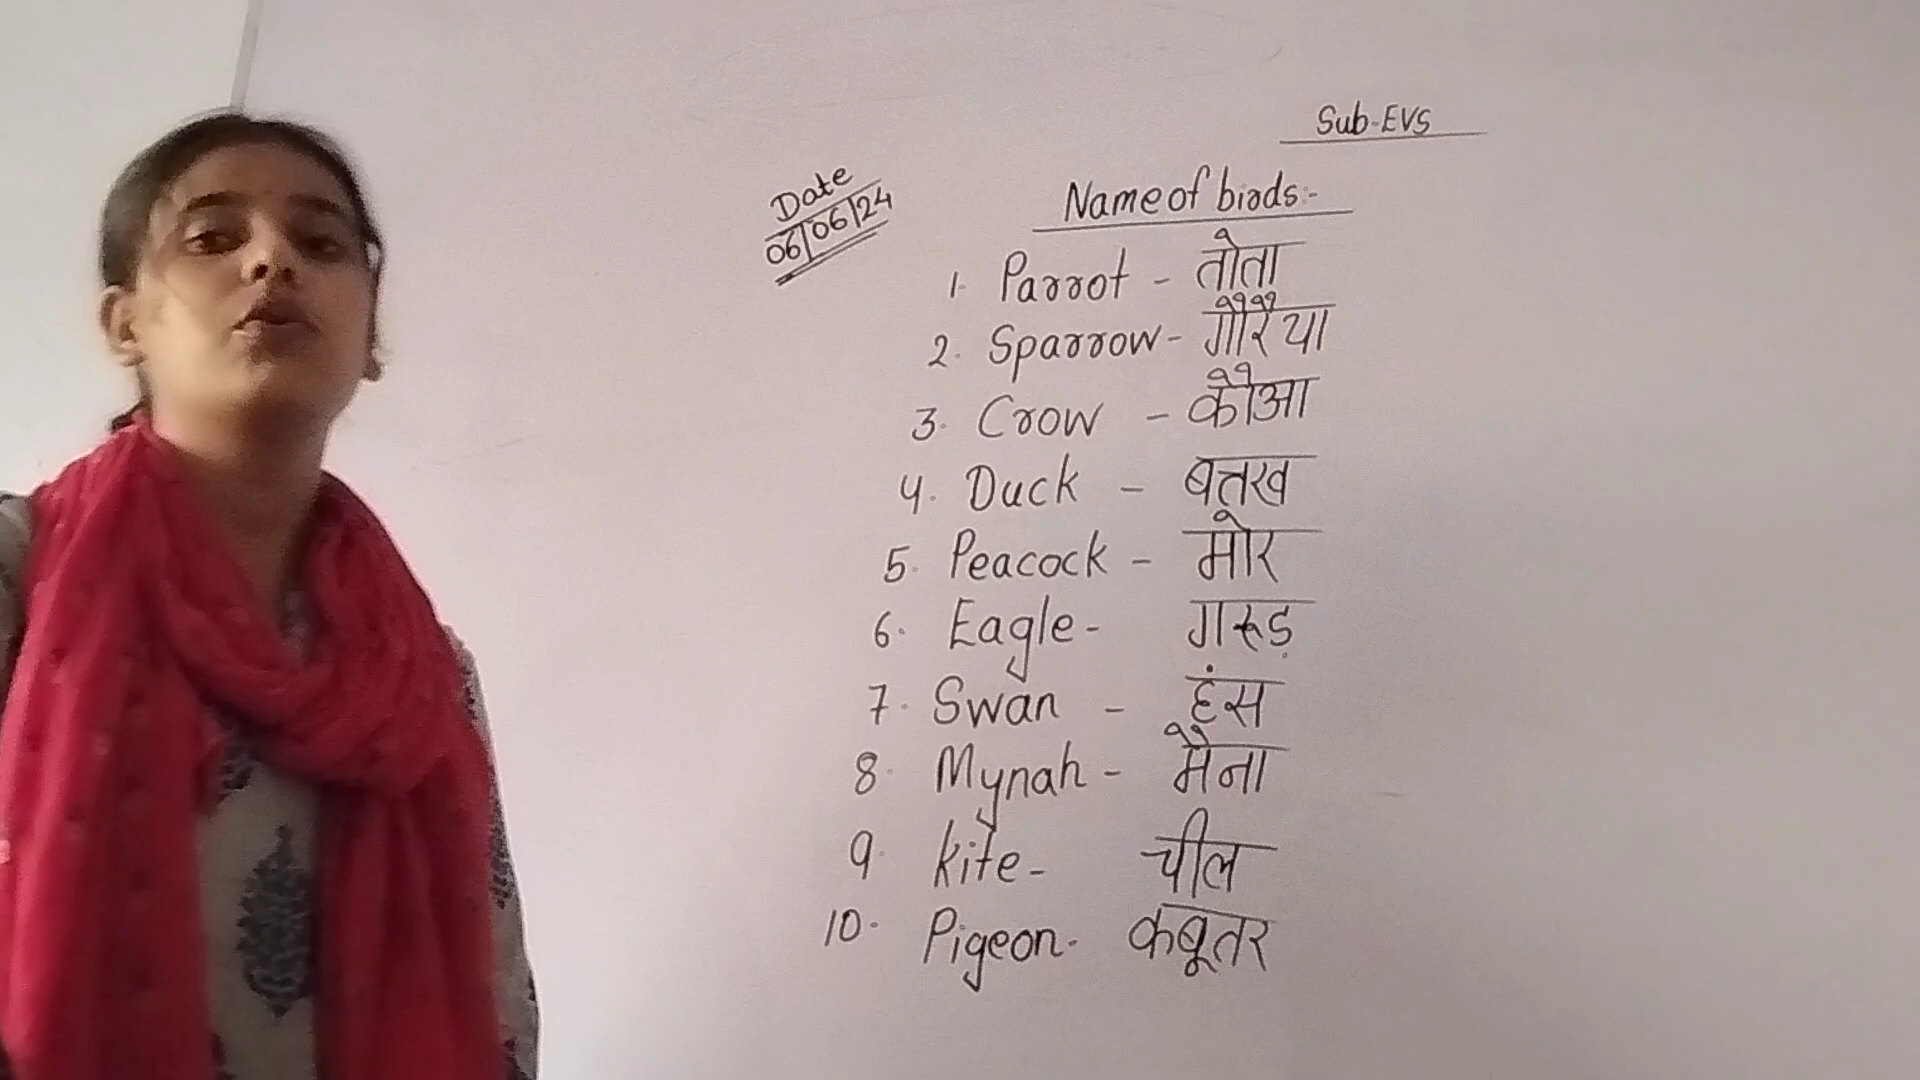 Sub-EVS
Date
06/06/24
Name of birds:-
1. Parrot - तोता
2. Sparrow - गौरैया
3. Crow - कौआ
4. Duck - बत्तख
5. Peacock - मोर
6. Eagle - गरूड़
7. Swan - हंस
8. Mynah - मैना
9. Kite - चील
10. Pigeon - कबूतर